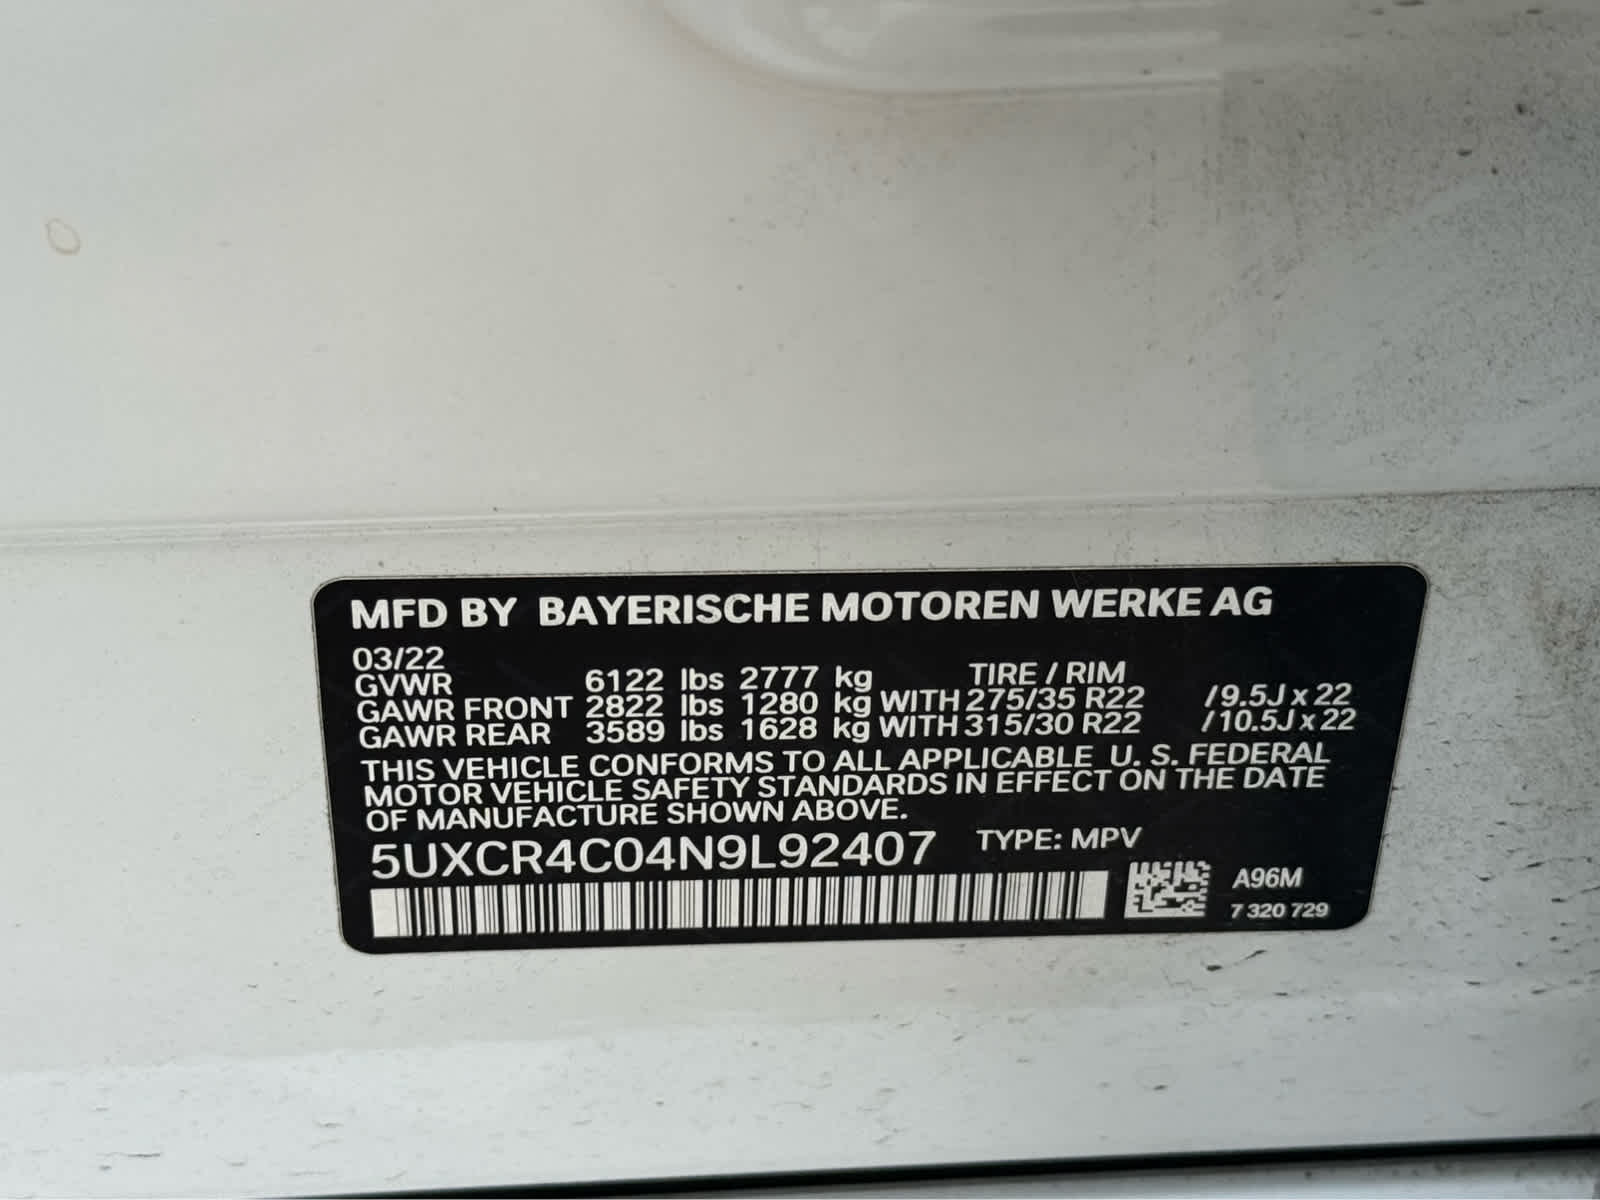 MFD BY BAYERISCHE MOTOREN WERKE AG
03/22
GVWR 6122 lbs 2777 kg TIRE / RIM
GAWR FRONT 2822 lbs 1280 kg WITH 275/35 R22 /9.5J x 22
GAWR REAR 3589 lbs 1628 kg WITH 315/30 R22 /10.5J x 22
THIS VEHICLE CONFORMS TO ALL APPLICABLE U. S. FEDERAL
MOTOR VEHICLE SAFETY STANDARDS IN EFFECT ON THE DATE
OF MANUFACTURE SHOWN ABOVE.
5UXCR4C04N9L92407 TYPE: MPV
A96M
7 320 729